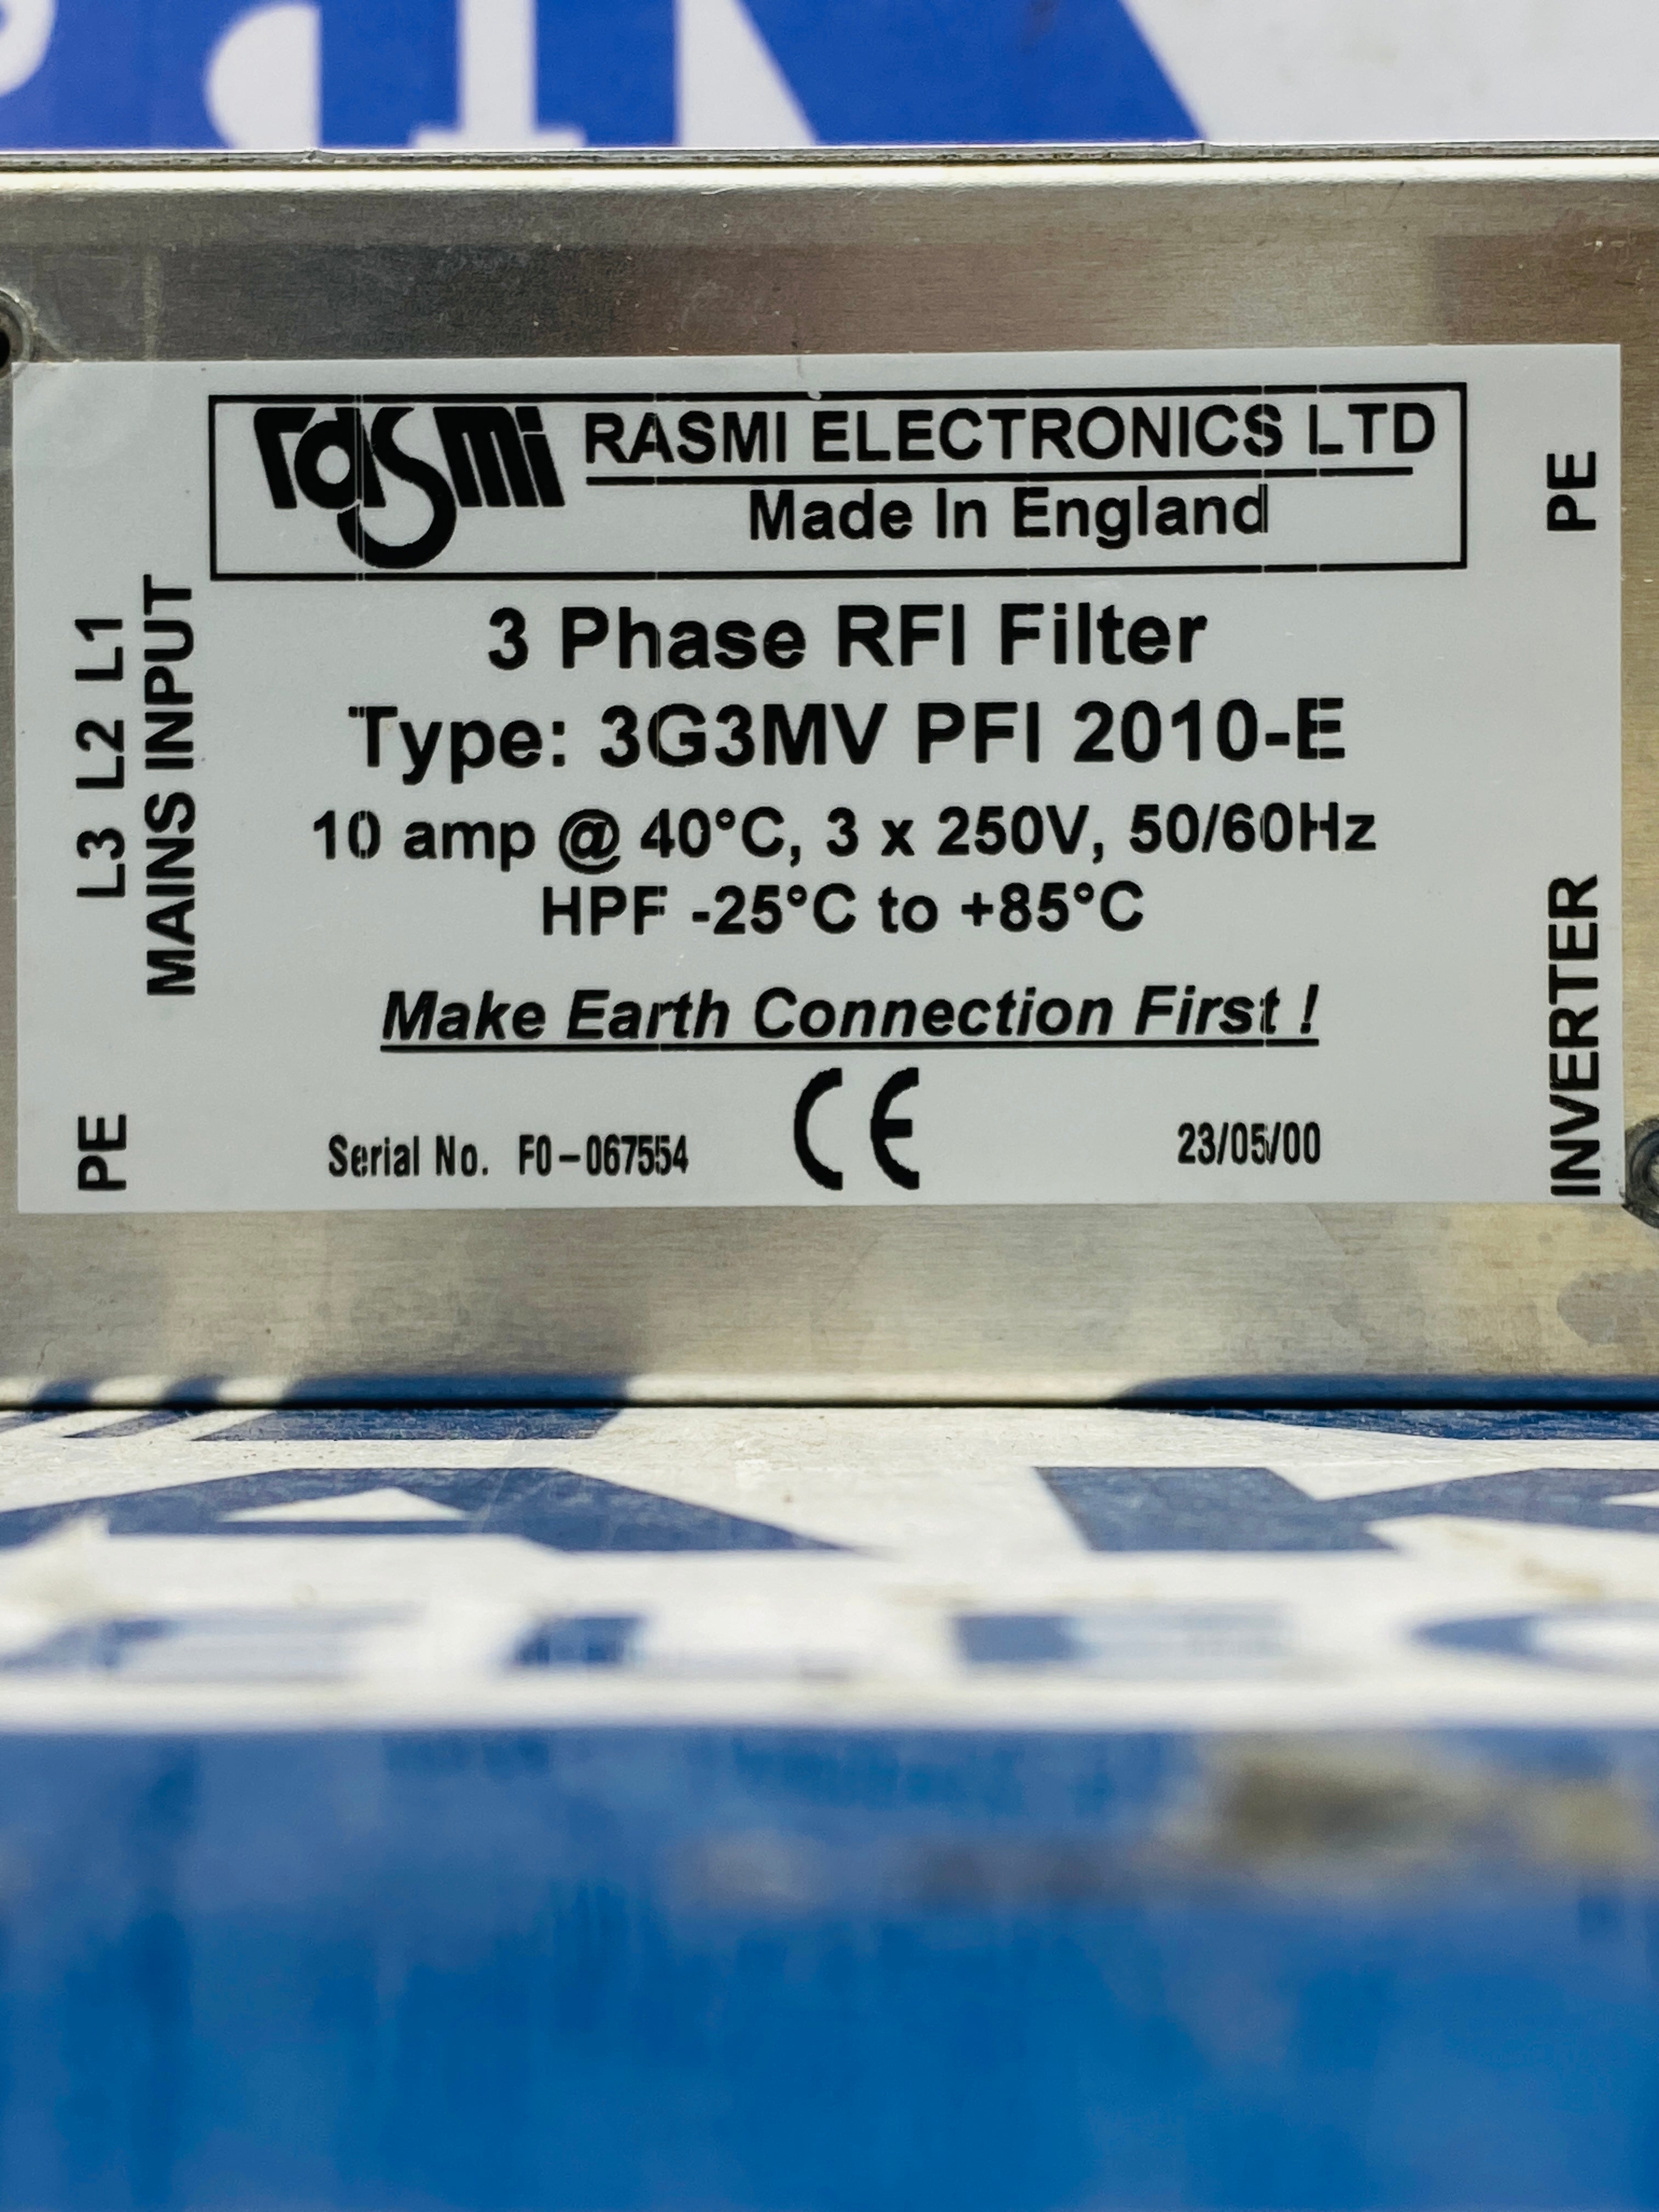 rasmi RASMI ELECTRONICS LTD
Made In England
3 Phase RFI Filter
Type: 3G3MV PFI 2010-E
10 amp @ 40°C, 3 x 250V, 50/60Hz
HPF -25°C to +85°C
Make Earth Connection First !
Serial No. F0-067554
CE
23/05/00
PE
L3 L2 L1
MAINS INPUT
PE
INVERTER